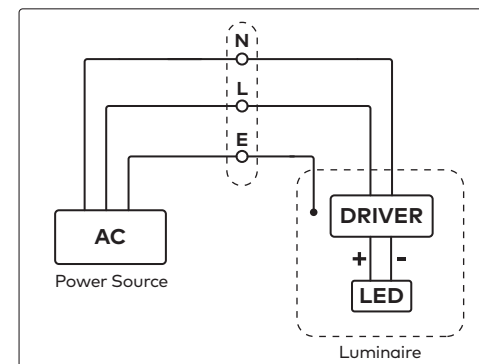 N
L
E
AC
Power Source
DRIVER
+ -
LED
Luminaire